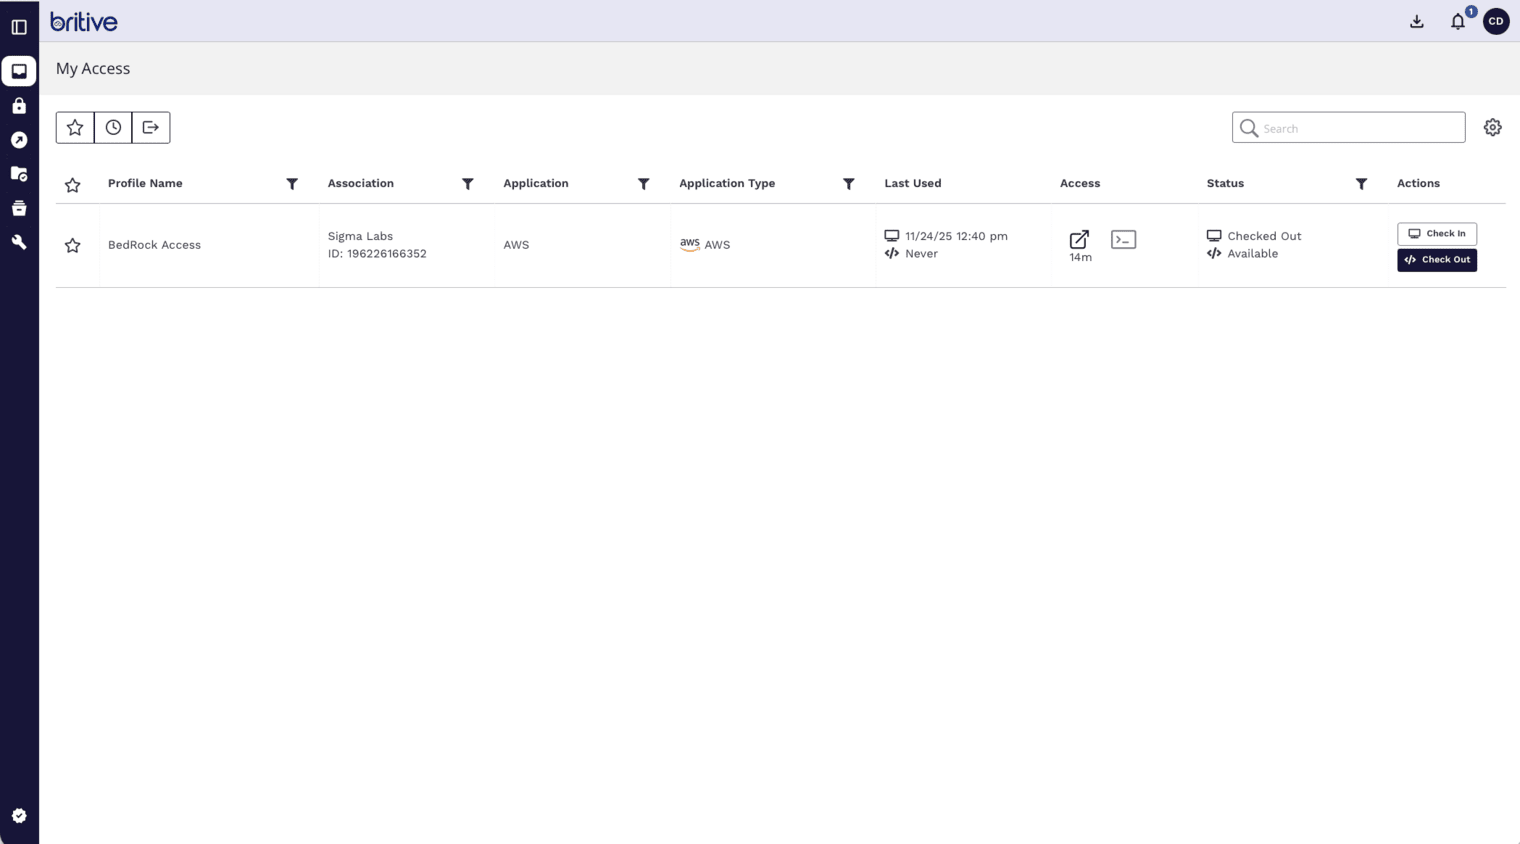 britive
1
CD
My Access
Search
Profile Name Association Application Application Type Last Used Access Status Actions
BedRock Access
Sigma Labs
ID: 196226166352
AWS
aws AWS
11/24/25 12:40 pm
Never
14m
Checked Out
Available
Check In
Check Out